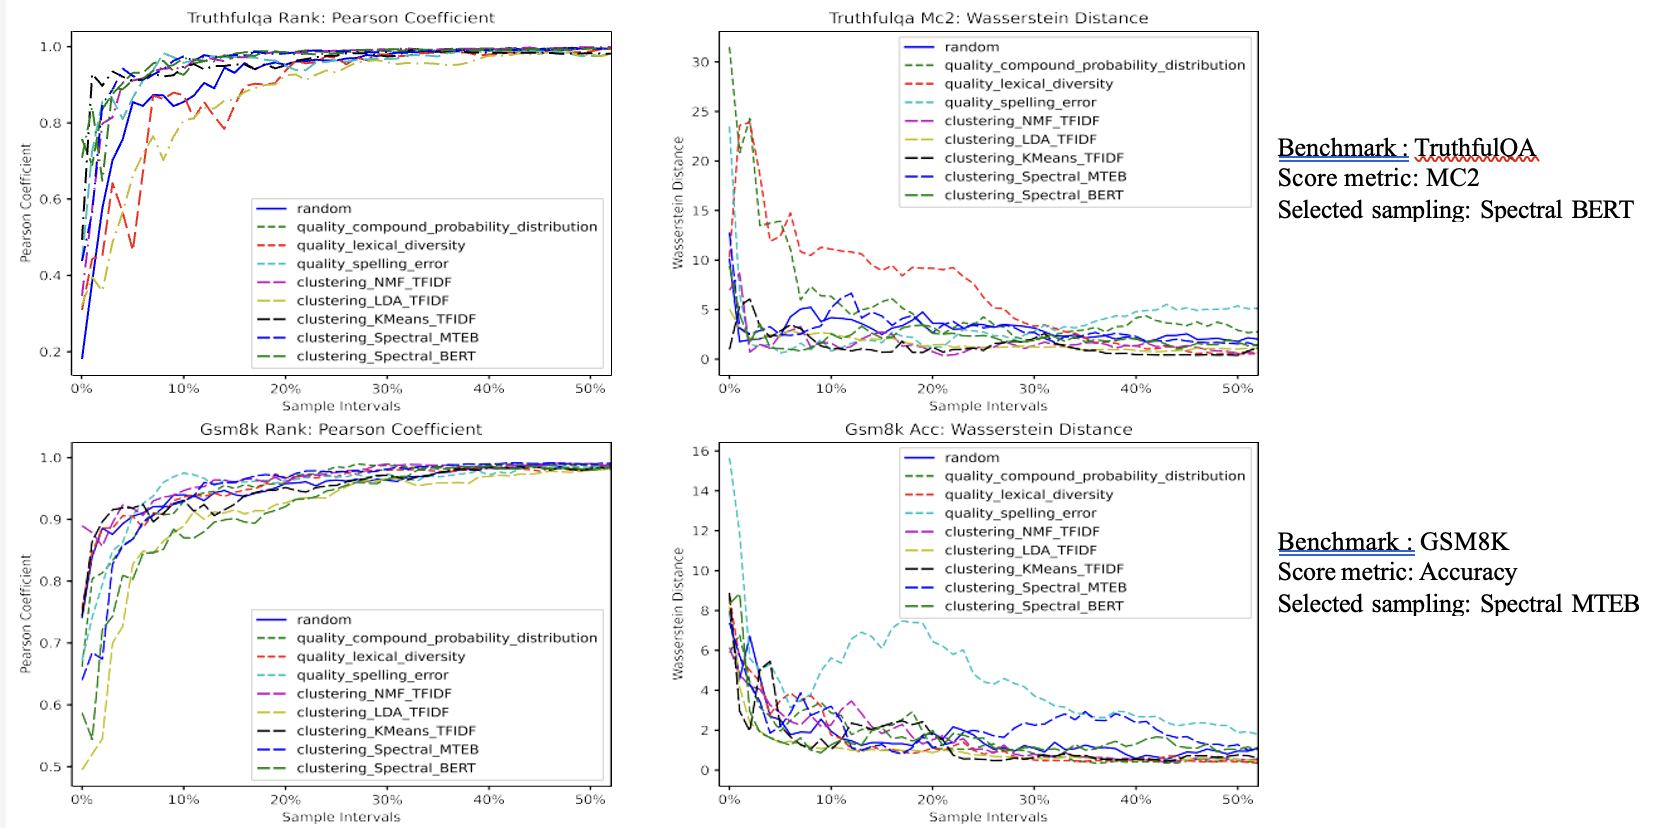 Truthfulqa Rank: Pearson Coefficient
Pearson Coefficient
1.0
0.8
0.6
0.4
0.2
random
quality_compound_probability_distribution
quality_lexical_diversity
quality_spelling_error
clustering_NMF_TFIDF
clustering_LDA_TFIDF
clustering_KMeans_TFIDF
clustering_Spectral_MTEB
clustering_Spectral_BERT
0% 10% 20% 30% 40% 50%
Sample Intervals
Truthfulqa Mc2: Wasserstein Distance
Wasserstein Distance
30
25
20
15
10
5
0
random
quality_compound_probability_distribution
quality_lexical_diversity
quality_spelling_error
clustering_NMF_TFIDF
clustering_LDA_TFIDF
clustering_KMeans_TFIDF
clustering_Spectral_MTEB
clustering_Spectral_BERT
0% 10% 20% 30% 40% 50%
Sample Intervals
Benchmark : TruthfulQA
Score metric: MC2
Selected sampling: Spectral BERT
Gsm8k Rank: Pearson Coefficient
Pearson Coefficient
1.0
0.9
0.8
0.7
0.6
0.5
random
quality_compound_probability_distribution
quality_lexical_diversity
quality_spelling_error
clustering_NMF_TFIDF
clustering_LDA_TFIDF
clustering_KMeans_TFIDF
clustering_Spectral_MTEB
clustering_Spectral_BERT
0% 10% 20% 30% 40% 50%
Sample Intervals
Gsm8k Acc: Wasserstein Distance
Wasserstein Distance
16
14
12
10
8
6
4
2
0
random
quality_compound_probability_distribution
quality_lexical_diversity
quality_spelling_error
clustering_NMF_TFIDF
clustering_LDA_TFIDF
clustering_KMeans_TFIDF
clustering_Spectral_MTEB
clustering_Spectral_BERT
0% 10% 20% 30% 40% 50%
Sample Intervals
Benchmark : GSM8K
Score metric: Accuracy
Selected sampling: Spectral MTEB